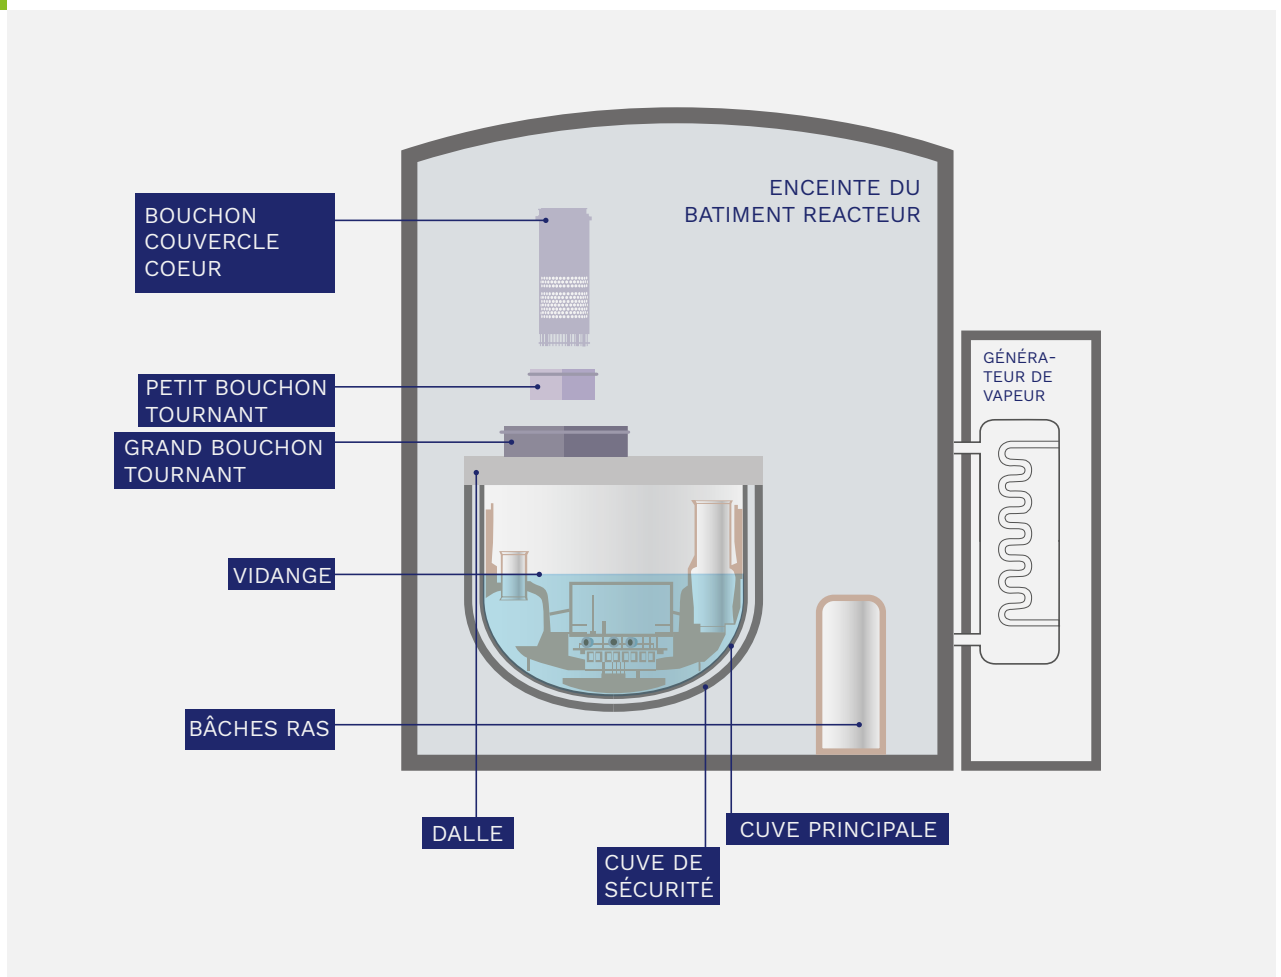 ENCEINTE DU
BATIMENT REACTEUR
BOUCHON
COUVERCLE
COEUR
GÉNÉRA-
TEUR DE
VAPEUR
PETIT BOUCHON
TOURNANT
GRAND BOUCHON
TOURNANT
VIDANGE
BÂCHES RAS
DALLE
CUVE PRINCIPALE
CUVE DE
SÉCURITÉ